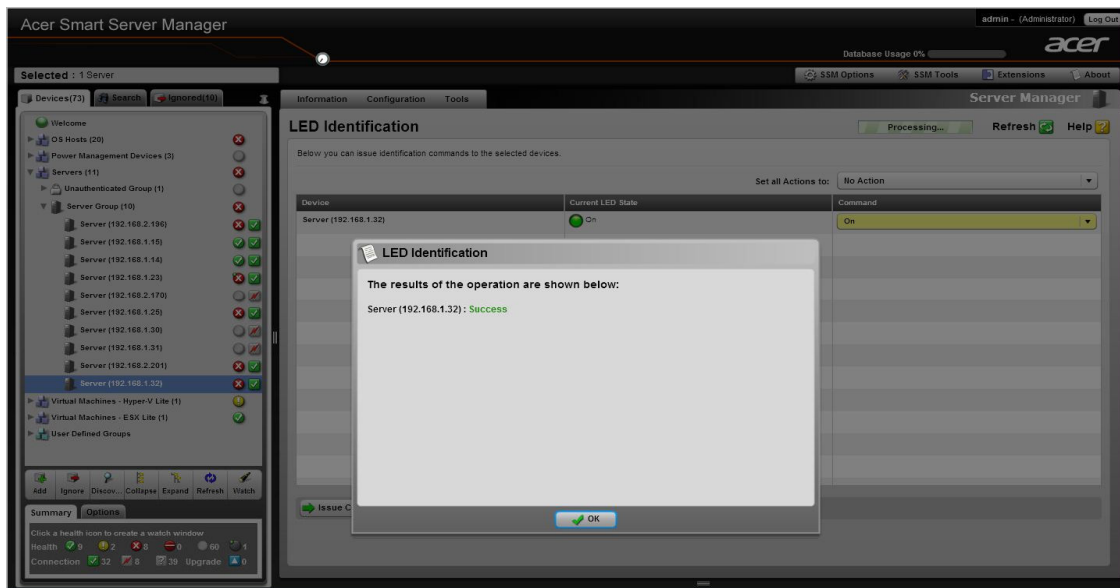 Acer Smart Server Manager
admin - (Administrator) Log Out
acer
Database Usage 0%
Selected : 1 Server
SSM Options SSM Tools Extensions About
Devices(73) Search Ignored(10)
Information Configuration Tools
Server Manager
Welcome
OS Hosts (20)
Power Management Devices (3)
Servers (11)
Unauthenticated Group (1)
Server Group (10)
Server (192.168.2.196)
Server (192.168.1.15)
Server (192.168.1.14)
Server (192.168.1.23)
Server (192.168.2.170)
Server (192.168.1.25)
Server (192.168.1.30)
Server (192.168.1.31)
Server (192.168.2.201)
Server (192.168.1.32)
Virtual Machines - Hyper-V Lite (1)
Virtual Machines - ESX Lite (1)
User Defined Groups
Add Ignore Discov... Collapse Expand Refresh Watch
Summary Options
Click a health icon to create a watch window
Health 9 2 8 0 60 1
Connection 32 8 39 Upgrade 0
LED Identification
Processing... Refresh Help
Below you can issue identification commands to the selected devices.
Set all Actions to: No Action
Device Current LED State Command
Server (192.168.1.32) On On
LED Identification
The results of the operation are shown below:
Server (192.168.1.32) : Success
OK
Issue C